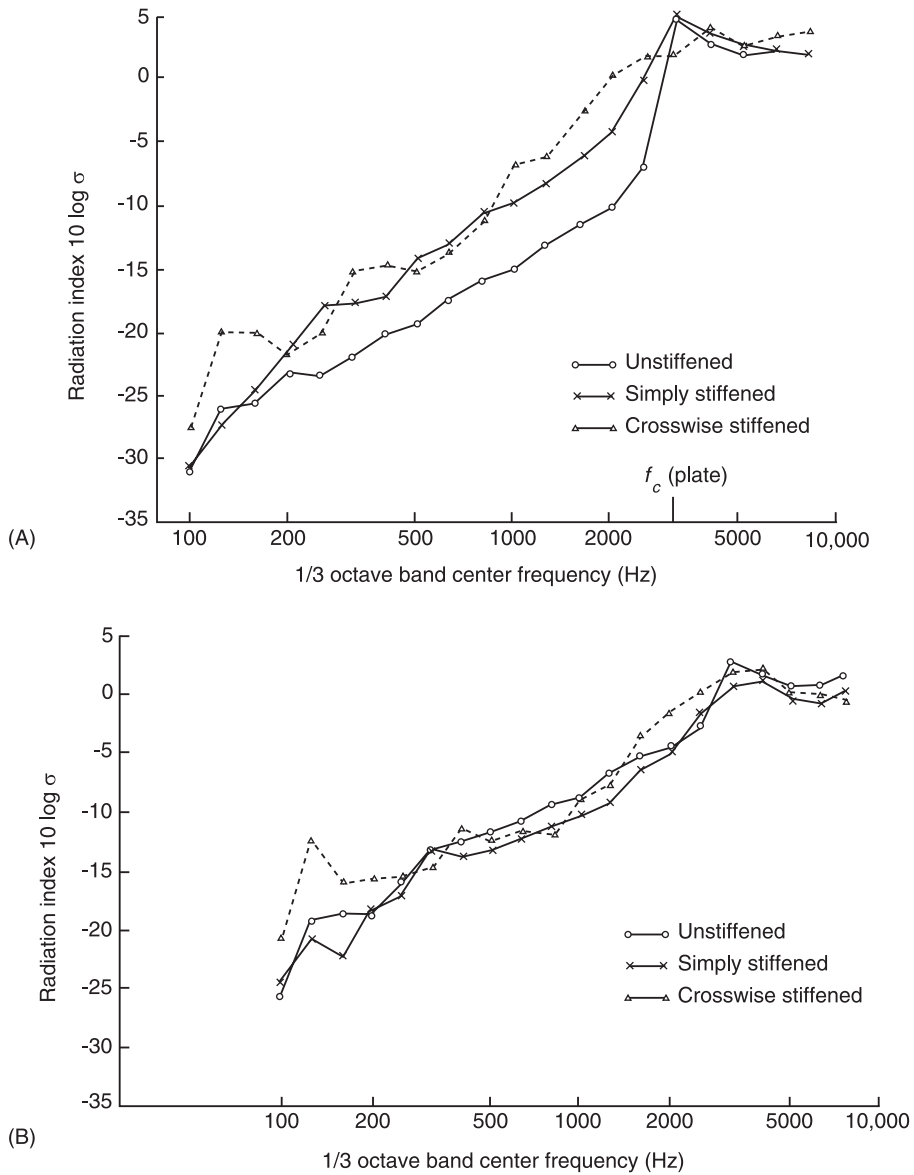 5
0
-5
-10
-15
-20
-25
-30
-35
Radiation index 10 log σ
Unstiffened
Simply stiffened
Crosswise stiffened
f_c (plate)
100 200 500 1000 2000 5000 10,000
(A)
1/3 octave band center frequency (Hz)
5
0
-5
-10
-15
-20
-25
-30
-35
Radiation index 10 log σ
Unstiffened
Simply stiffened
Crosswise stiffened
100 200 500 1000 2000 5000 10,000
(B)
1/3 octave band center frequency (Hz)